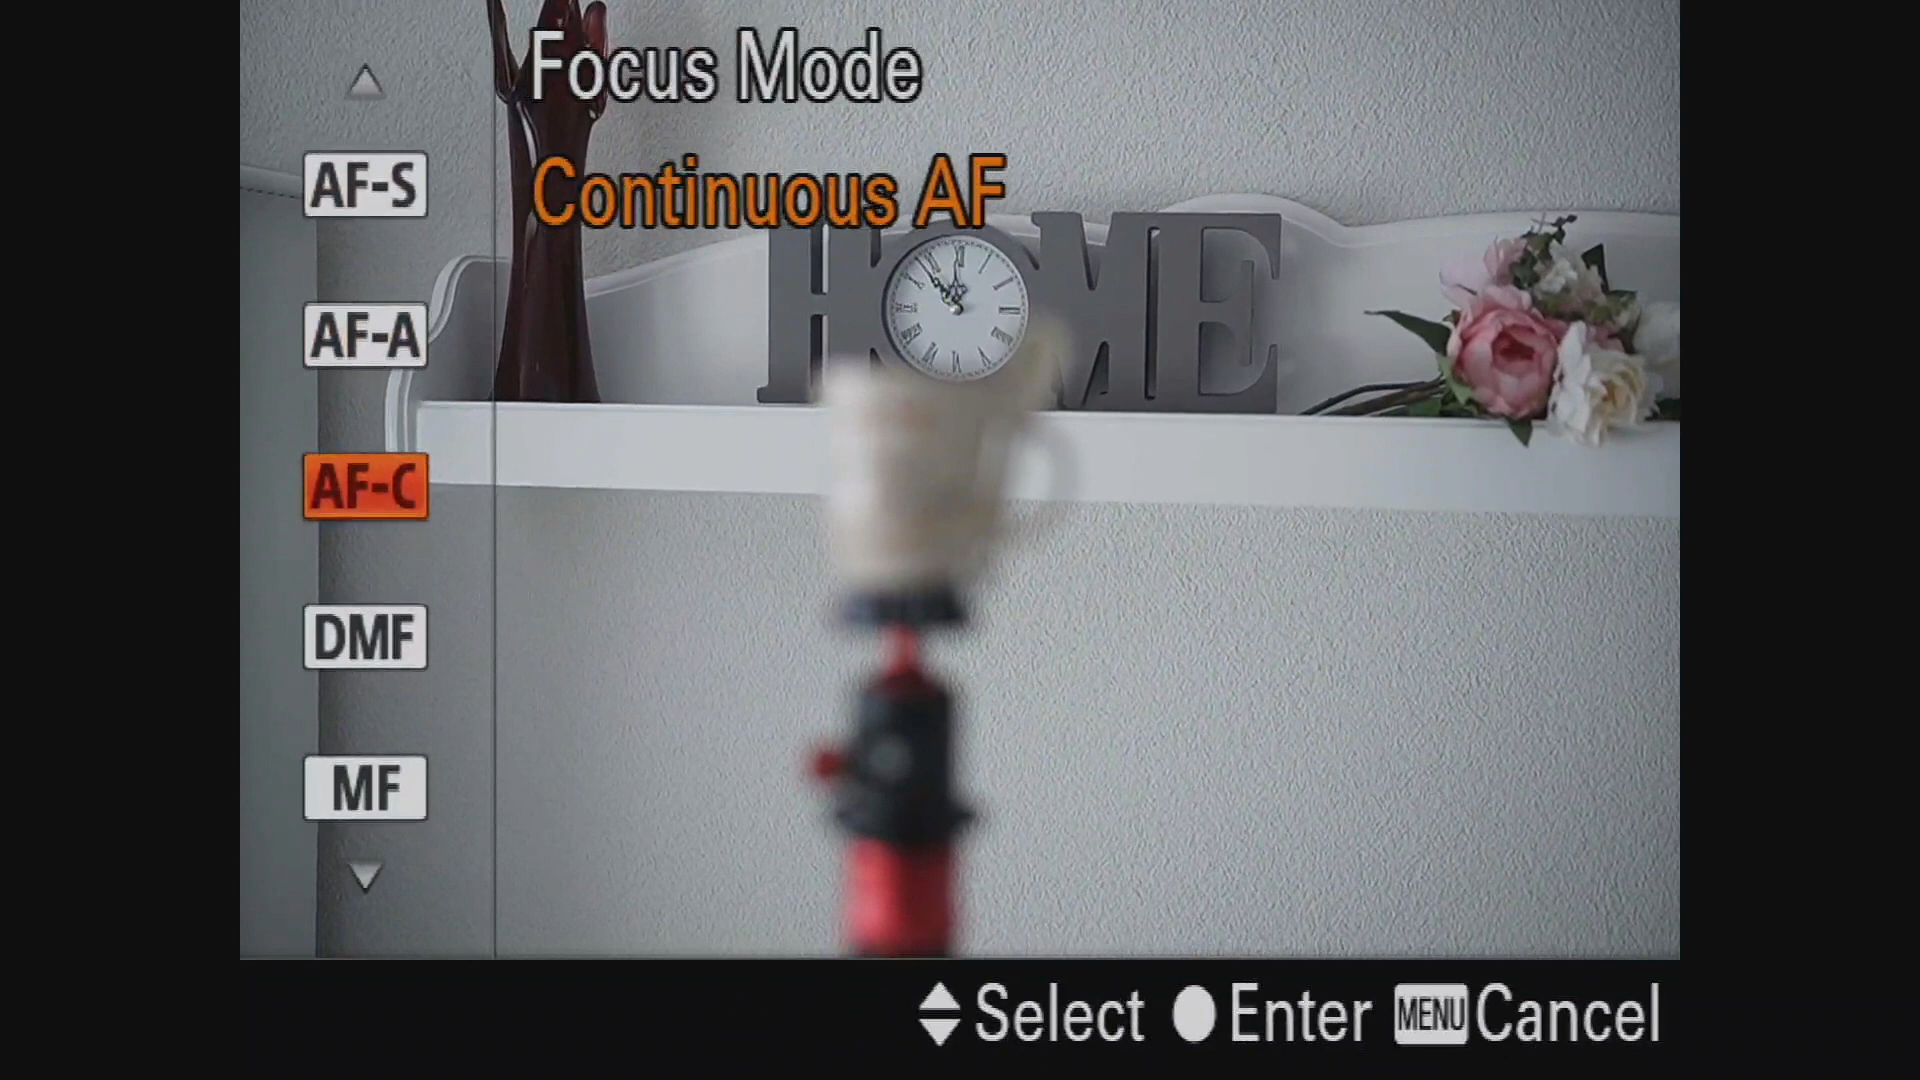 Focus Mode
Continuous AF
AF-S
AF-A
AF-C
DMF
MF
HOME
Select Enter MENU Cancel